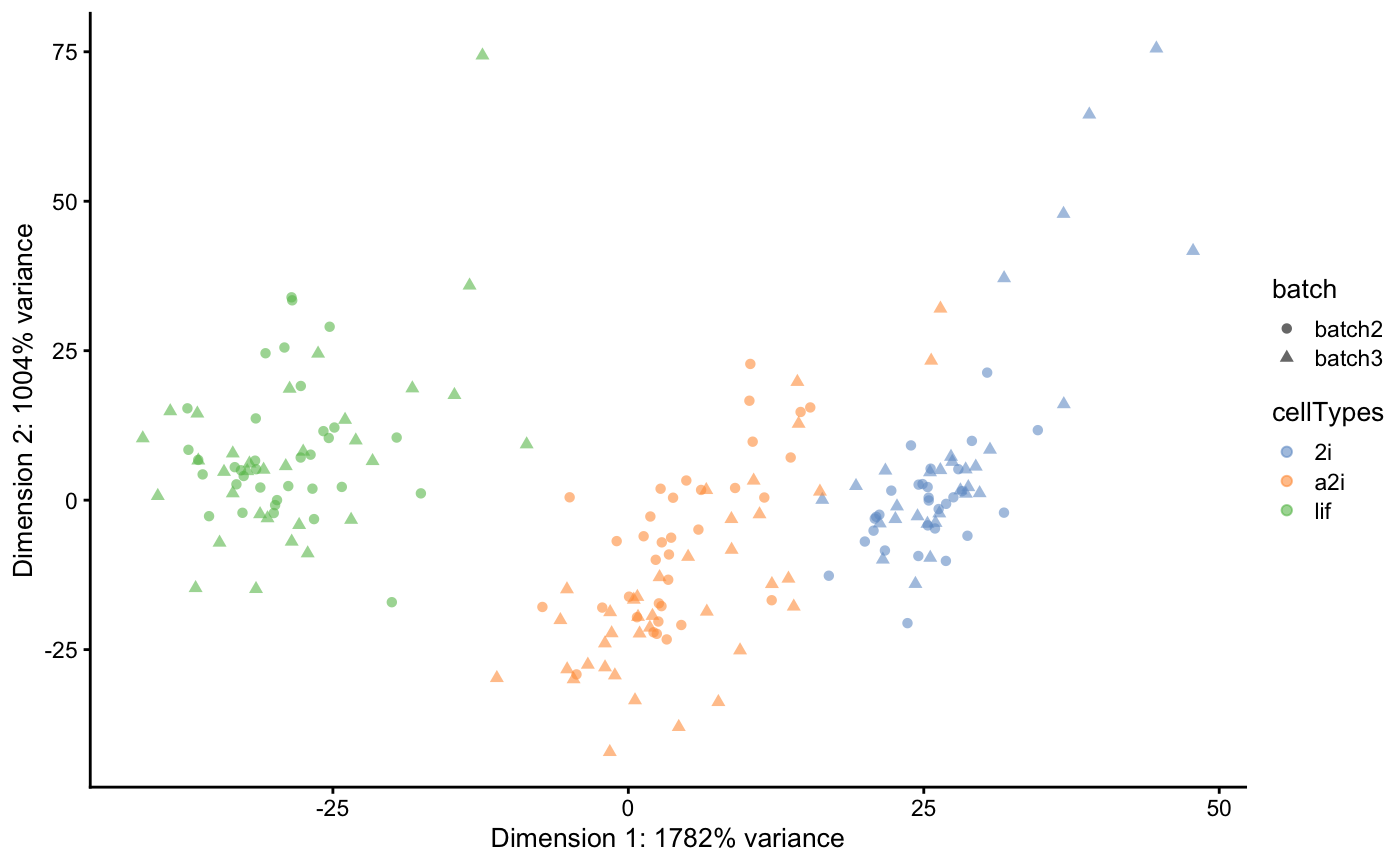 75
50
25
0
-25
Dimension 2: 1004% variance
-25
0
25
50
Dimension 1: 1782% variance
batch
batch2
batch3
cellTypes
2i
a2i
lif